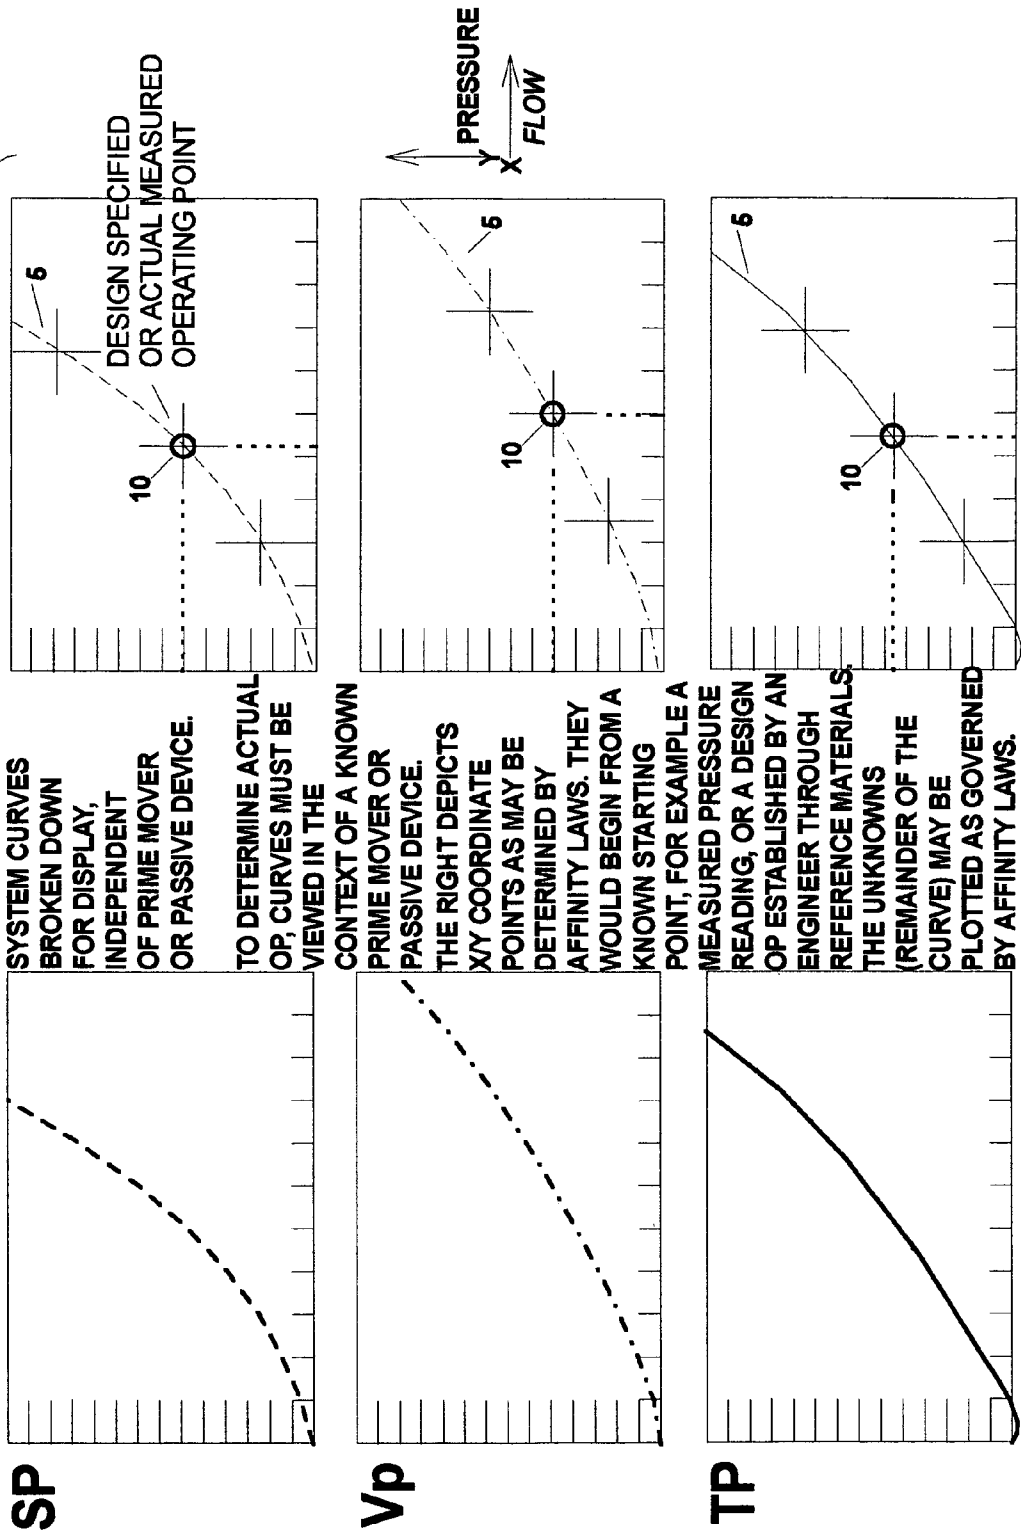 SP
SYSTEM CURVES
BROKEN DOWN
FOR DISPLAY,
INDEPENDENT
OF PRIME MOVER
OR PASSIVE DEVICE.
TO DETERMINE ACTUAL
OP, CURVES MUST BE
VIEWED IN THE
CONTEXT OF A KNOWN
PRIME MOVER OR
PASSIVE DEVICE.
THE RIGHT DEPICTS
X/Y COORDINATE
POINTS AS MAY BE
DETERMINED BY
AFFINITY LAWS. THEY
WOULD BEGIN FROM A
KNOWN STARTING
POINT, FOR EXAMPLE A
MEASURED PRESSURE
READING, OR A DESIGN
OP ESTABLISHED BY AN
ENGINEER THROUGH
REFERENCE MATERIALS.
THE UNKNOWNS
(REMAINDER OF THE
CURVE) MAY BE
PLOTTED AS GOVERNED
BY AFFINITY LAWS.
5
10
DESIGN SPECIFIED
OR ACTUAL MEASURED
OPERATING POINT
Vp
10
5
PRESSURE
Y
X
FLOW
TP
10
5